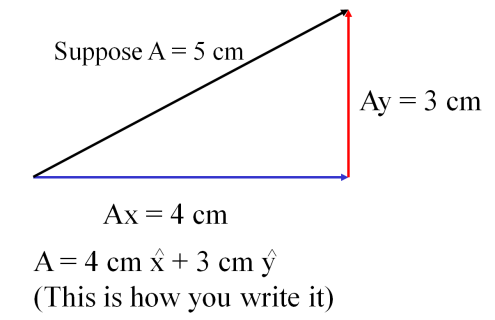 Suppose A = 5 cm
Ay = 3 cm
Ax = 4 cm
A = 4 cm x̂ + 3 cm ŷ
(This is how you write it)